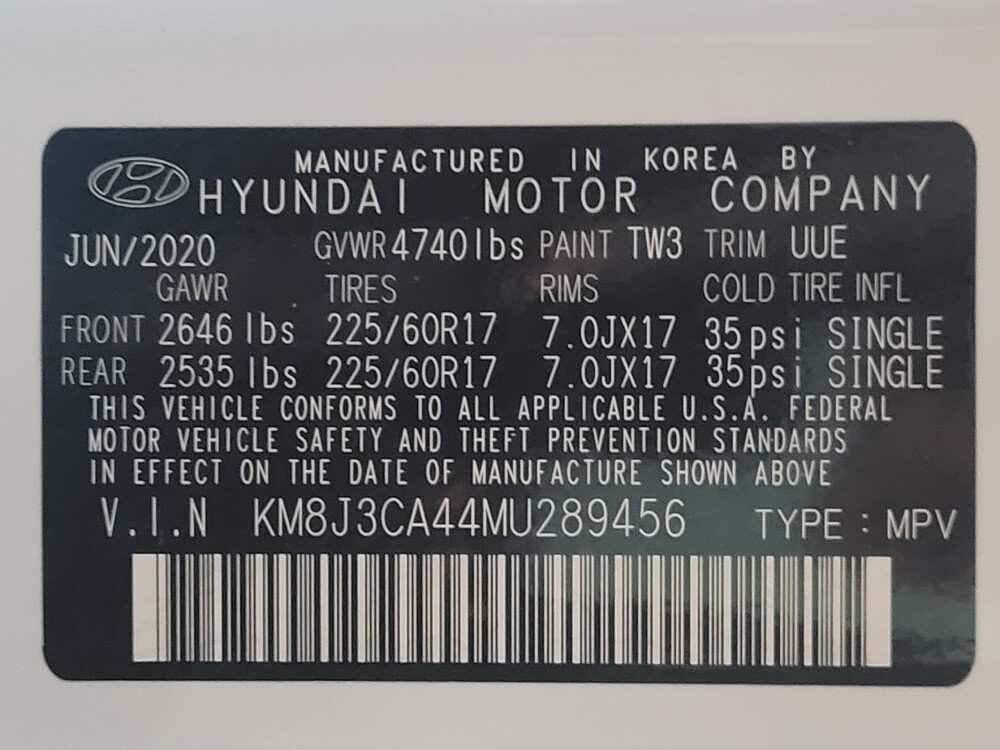 MANUFACTURED IN KOREA BY
HYUNDAI MOTOR COMPANY
JUN/2020 GVWR 4740lbs PAINT TW3 TRIM UUE
GAWR TIRES RIMS COLD TIRE INFL
FRONT 2646 lbs 225/60R17 7.0JX17 35psi SINGLE
REAR 2535 lbs 225/60R17 7.0JX17 35psi SINGLE
THIS VEHICLE CONFORMS TO ALL APPLICABLE U.S.A. FEDERAL
MOTOR VEHICLE SAFETY AND THEFT PREVENTION STANDARDS
IN EFFECT ON THE DATE OF MANUFACTURE SHOWN ABOVE
V.I.N KM8J3CA44MU289456 TYPE : MPV